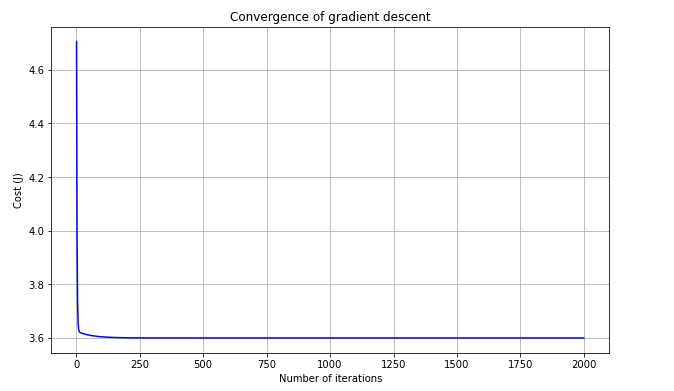 Convergence of gradient descent
4.6
4.4
4.2
4.0
3.8
3.6
Cost (J)
0 250 500 750 1000 1250 1500 1750 2000
Number of iterations